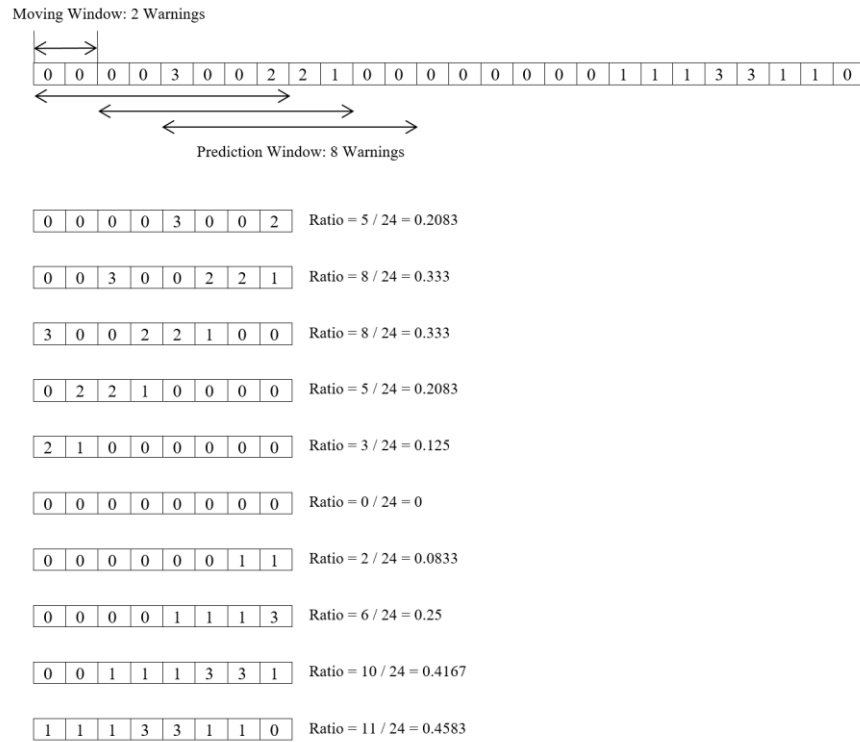 Moving Window: 2 Warnings
0 0 0 0 3 0 0 2 2 1 0 0 0 0 0 0 0 0 1 1 1 3 3 1 1 0
Prediction Window: 8 Warnings
0 0 0 0 3 0 0 2 Ratio = 5 / 24 = 0.2083
0 0 3 0 0 2 2 1 Ratio = 8 / 24 = 0.333
3 0 0 2 2 1 0 0 Ratio = 8 / 24 = 0.333
0 2 2 1 0 0 0 0 Ratio = 5 / 24 = 0.2083
2 1 0 0 0 0 0 0 Ratio = 3 / 24 = 0.125
0 0 0 0 0 0 0 0 Ratio = 0 / 24 = 0
0 0 0 0 0 0 1 1 Ratio = 2 / 24 = 0.0833
0 0 0 0 1 1 1 3 Ratio = 6 / 24 = 0.25
0 0 1 1 1 3 3 1 Ratio = 10 / 24 = 0.4167
1 1 1 3 3 1 1 0 Ratio = 11 / 24 = 0.4583